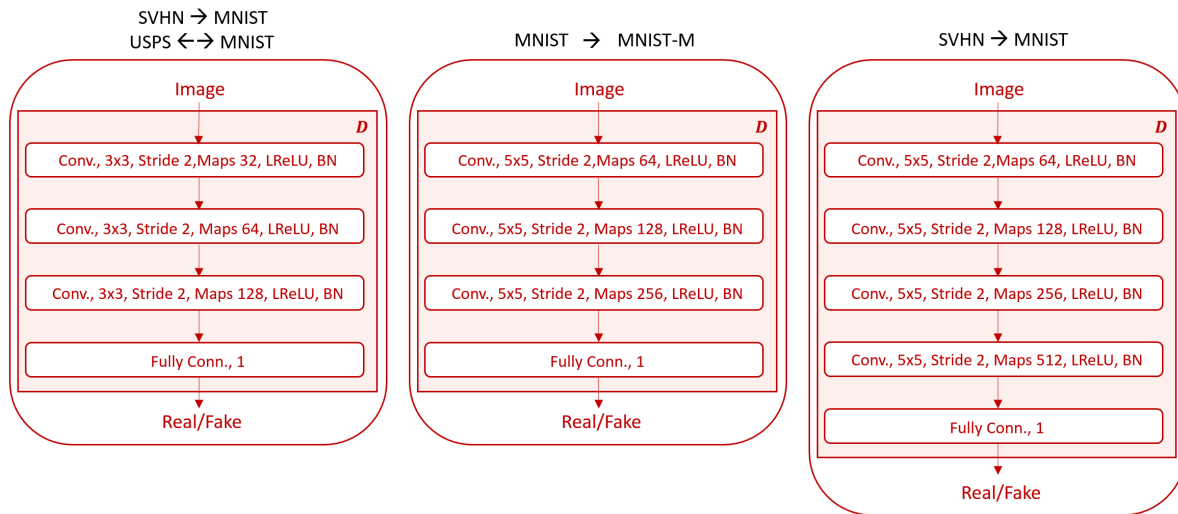 SVHN → MNIST
USPS ←→ MNIST
Image
D
Conv., 3x3, Stride 2,Maps 32, LReLU, BN
Conv., 3x3, Stride 2, Maps 64, LReLU, BN
Conv., 3x3, Stride 2, Maps 128, LReLU, BN
Fully Conn., 1
Real/Fake
MNIST → MNIST-M
Image
D
Conv., 5x5, Stride 2,Maps 64, LReLU, BN
Conv., 5x5, Stride 2, Maps 128, LReLU, BN
Conv., 5x5, Stride 2, Maps 256, LReLU, BN
Fully Conn., 1
Real/Fake
SVHN → MNIST
Image
D
Conv., 5x5, Stride 2,Maps 64, LReLU, BN
Conv., 5x5, Stride 2, Maps 128, LReLU, BN
Conv., 5x5, Stride 2, Maps 256, LReLU, BN
Conv., 5x5, Stride 2, Maps 512, LReLU, BN
Fully Conn., 1
Real/Fake